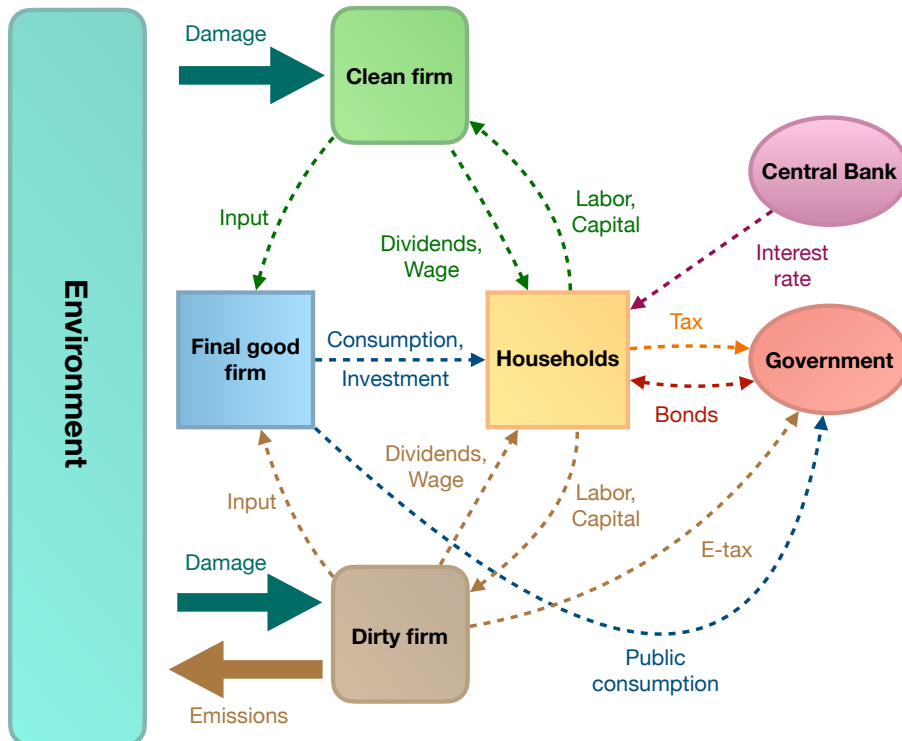 Damage
Clean firm
Central Bank
Input
Labor,
Capital
Dividends,
Wage
Interest
rate
Environment
Final good
firm
Consumption,
Investment
Households
Tax
Government
Bonds
Dividends,
Wage
Input
Labor,
Capital
E-tax
Damage
Dirty firm
Public
consumption
Emissions